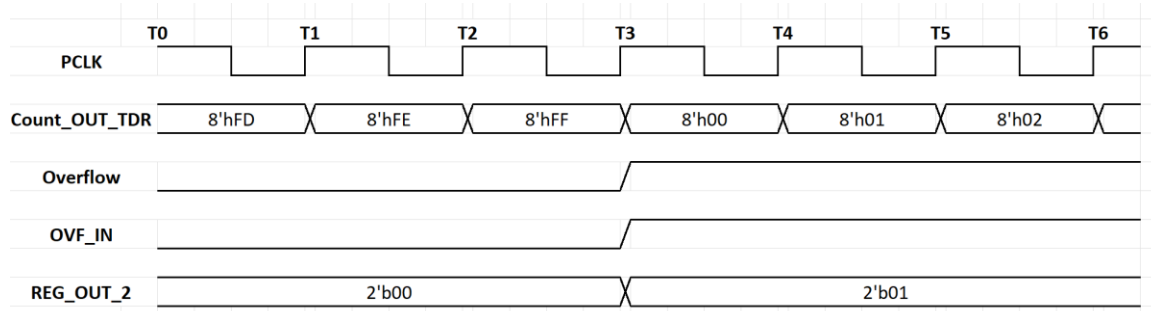 T0 T1 T2 T3 T4 T5 T6
PCLK
Count_OUT_TDR 8'hFD 8'hFE 8'hFF 8'h00 8'h01 8'h02
Overflow
OVF_IN
REG_OUT_2 2'b00 2'b01